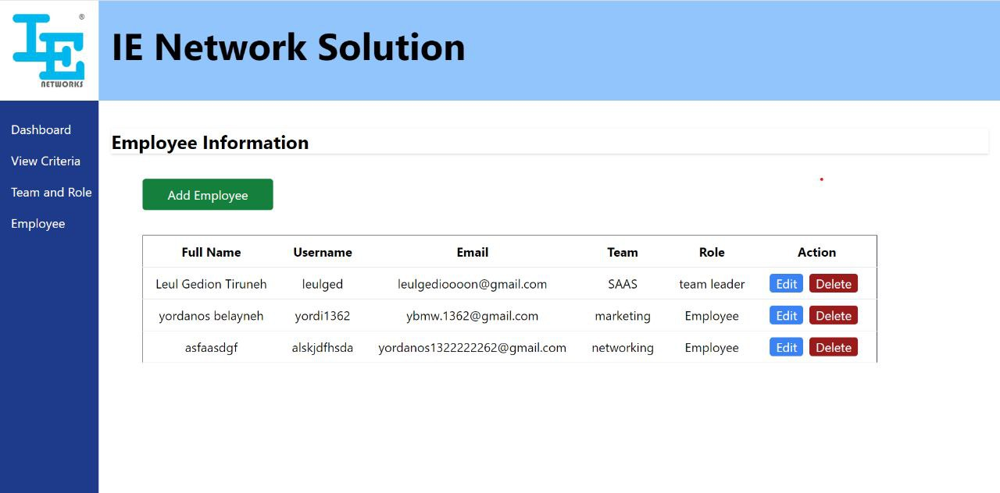 IE
®
NETWORKS
IE Network Solution
Dashboard
View Criteria
Team and Role
Employee
Employee Information
Add Employee
Full Name Username Email Team Role Action
Leul Gedion Tiruneh leulged leulgedioooon@gmail.com SAAS team leader Edit Delete
yordanos belayneh yordi1362 ybmw.1362@gmail.com marketing Employee Edit Delete
asfaasdgf alskjdfhsda yordanos1322222262@gmail.com networking Employee Edit Delete